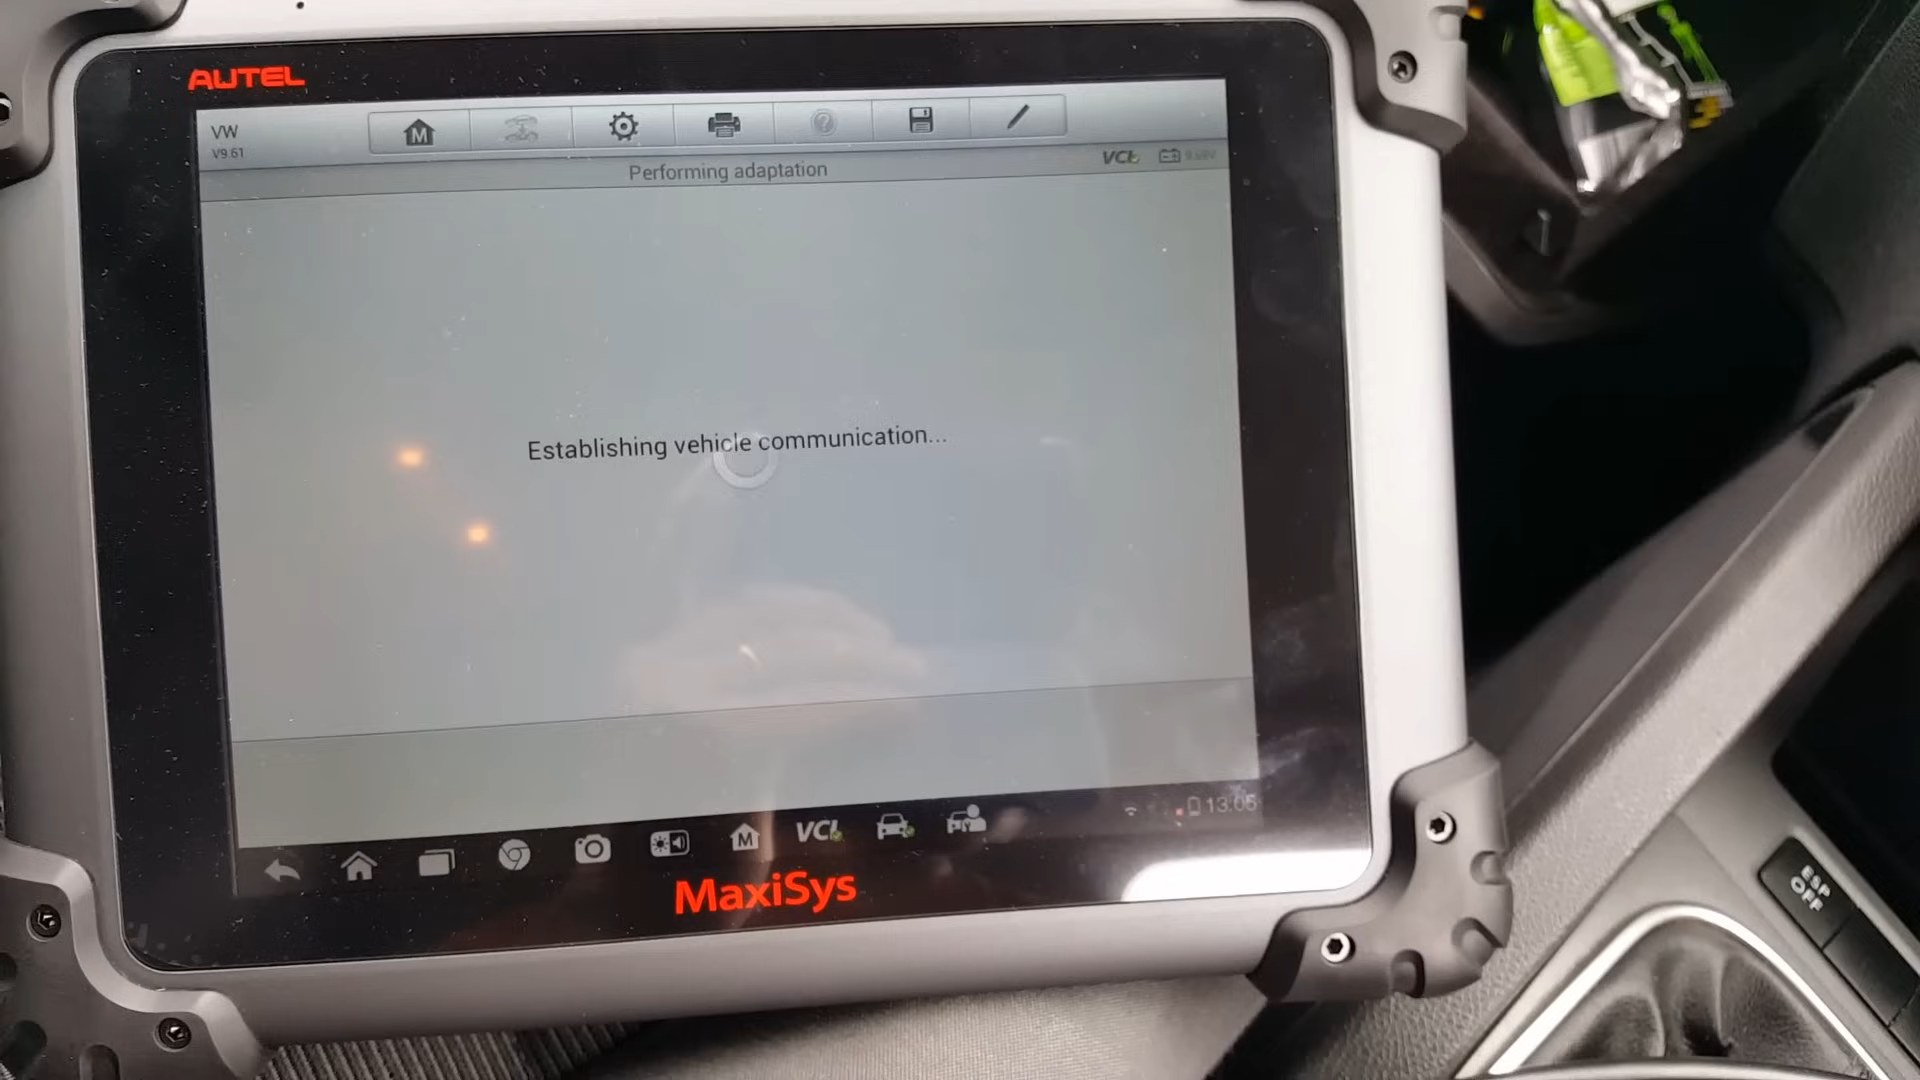 AUTEL
VW
V9.61
M
?
Performing adaptation
VCI
Establishing vehicle communication...
M
VCI
13:05
MaxiSys
ESP
OFF